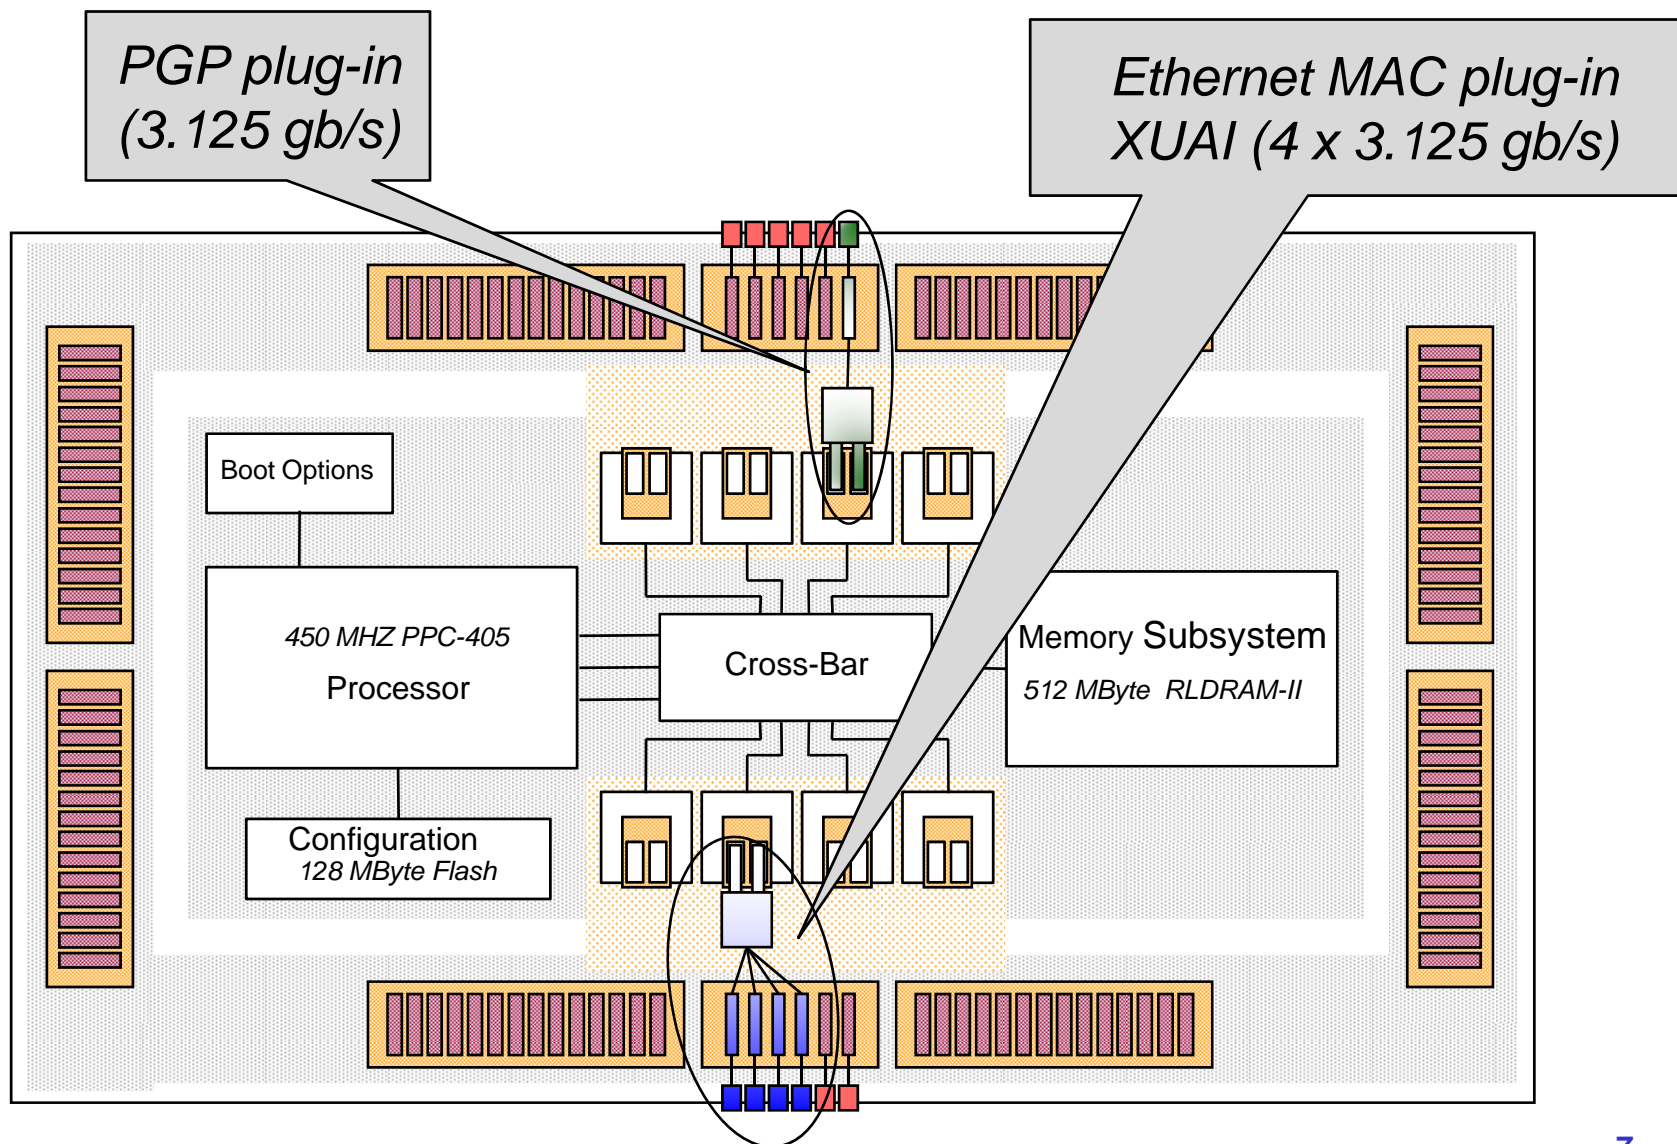 PGP plug-in
(3.125 gb/s)
Ethernet MAC plug-in
XUAI (4 x 3.125 gb/s)
Boot Options
450 MHZ PPC-405
Processor
Cross-Bar
Memory Subsystem
512 MByte RLDRAM-II
Configuration
128 MByte Flash